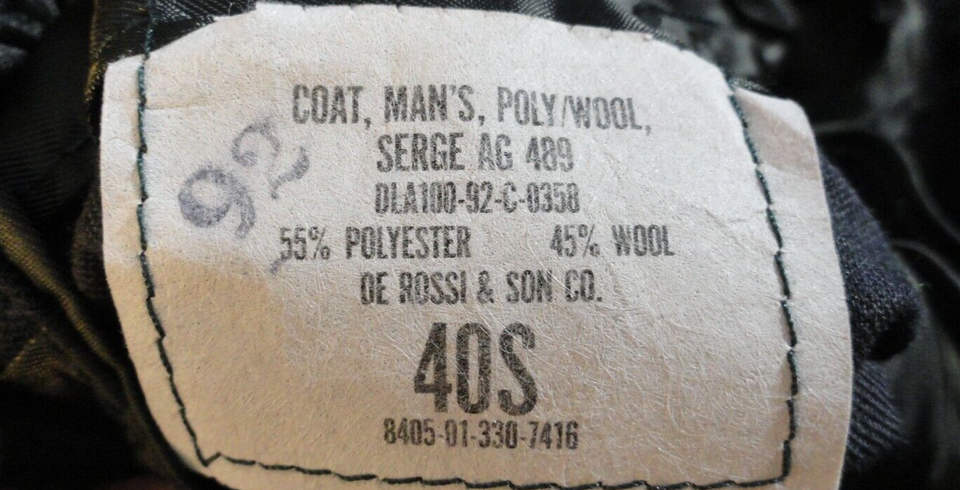 COAT, MAN'S, POLY/WOOL,
SERGE AG 489
DLA100-92-C-0358
55% POLYESTER 45% WOOL
DE ROSSI & SON CO.
40S
8405-01-330-7416
92